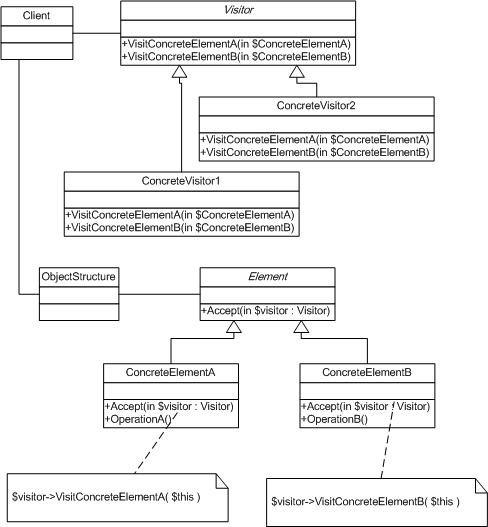 Client
Visitor
+VisitConcreteElementA(in $ConcreteElementA)
+VisitConcreteElementB(in $ConcreteElementB)
ConcreteVisitor2
+VisitConcreteElementA(in $ConcreteElementA)
+VisitConcreteElementB(in $ConcreteElementB)
ConcreteVisitor1
+VisitConcreteElementA(in $ConcreteElementA)
+VisitConcreteElementB(in $ConcreteElementB)
ObjectStructure
Element
+Accept(in $visitor : Visitor)
ConcreteElementA
+Accept(in $visitor : Visitor)
+OperationA()
ConcreteElementB
+Accept(in $visitor : Visitor)
+OperationB()
$visitor->VisitConcreteElementA( $this )
$visitor->VisitConcreteElementB( $this )